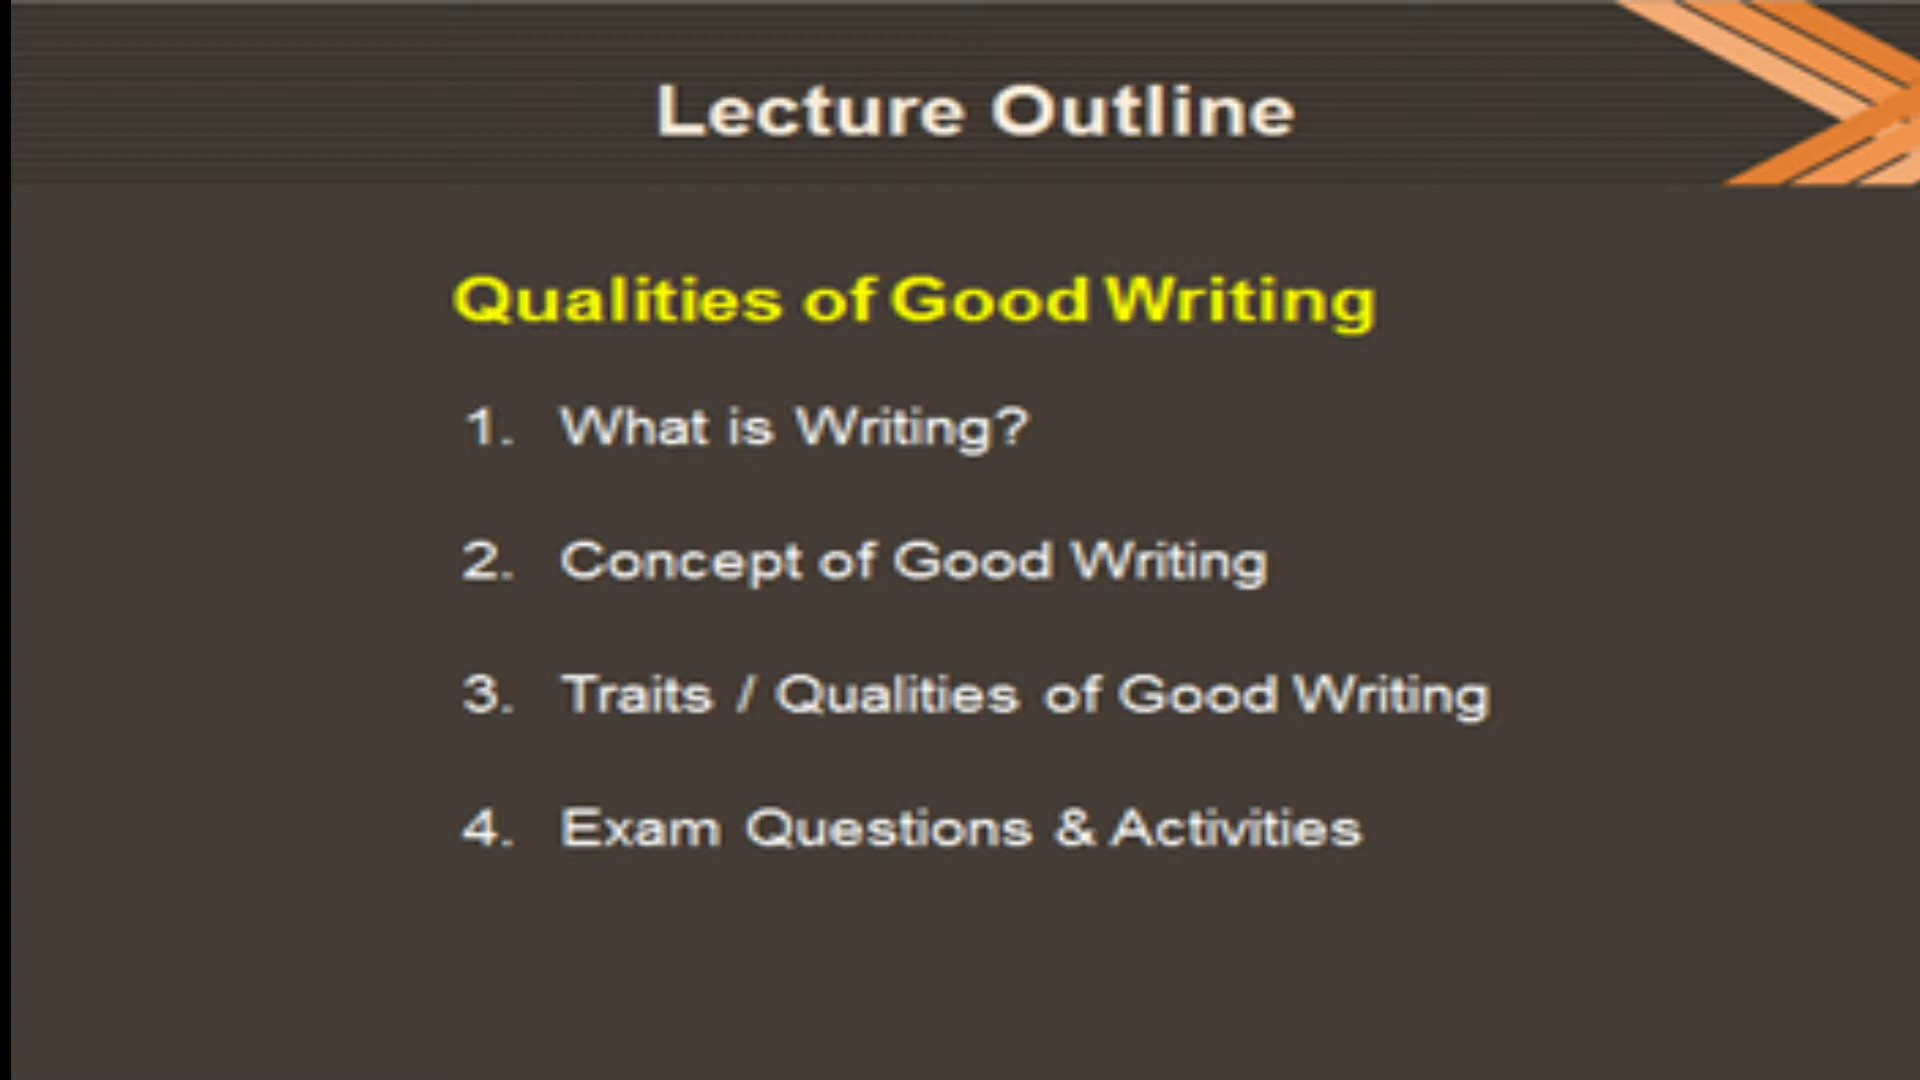 Lecture Outline
Qualities of Good Writing
1. What is Writing?
2. Concept of Good Writing
3. Traits / Qualities of Good Writing
4. Exam Questions & Activities